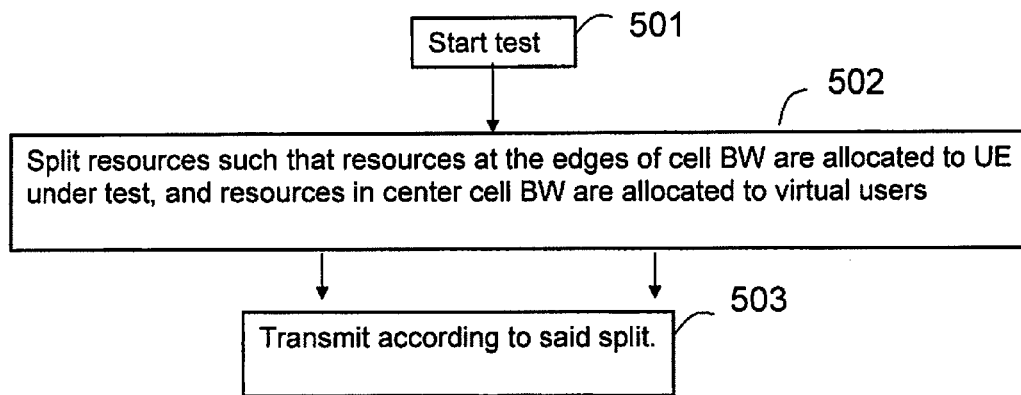 Start test
501
502
Split resources such that resources at the edges of cell BW are allocated to UE
under test, and resources in center cell BW are allocated to virtual users
503
Transmit according to said split.